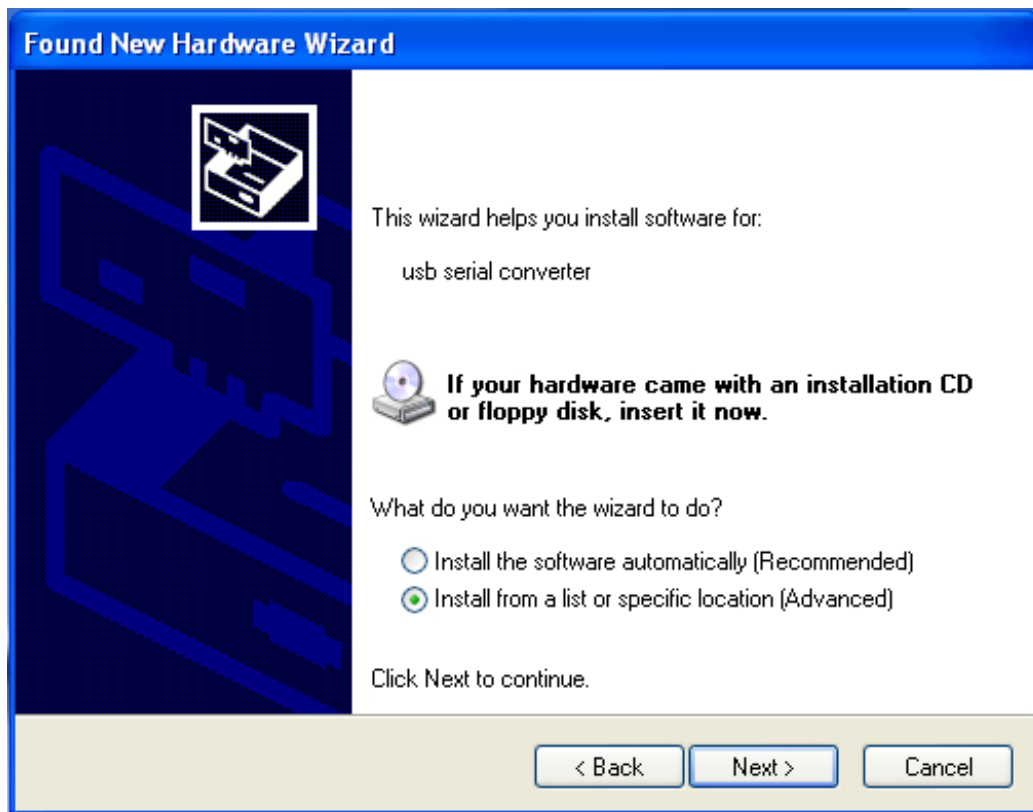 Found New Hardware Wizard
This wizard helps you install software for:
usb serial converter
If your hardware came with an installation CD
or floppy disk, insert it now.
What do you want the wizard to do?
Install the software automatically (Recommended)
Install from a list or specific location (Advanced)
Click Next to continue.
< Back
Next >
Cancel